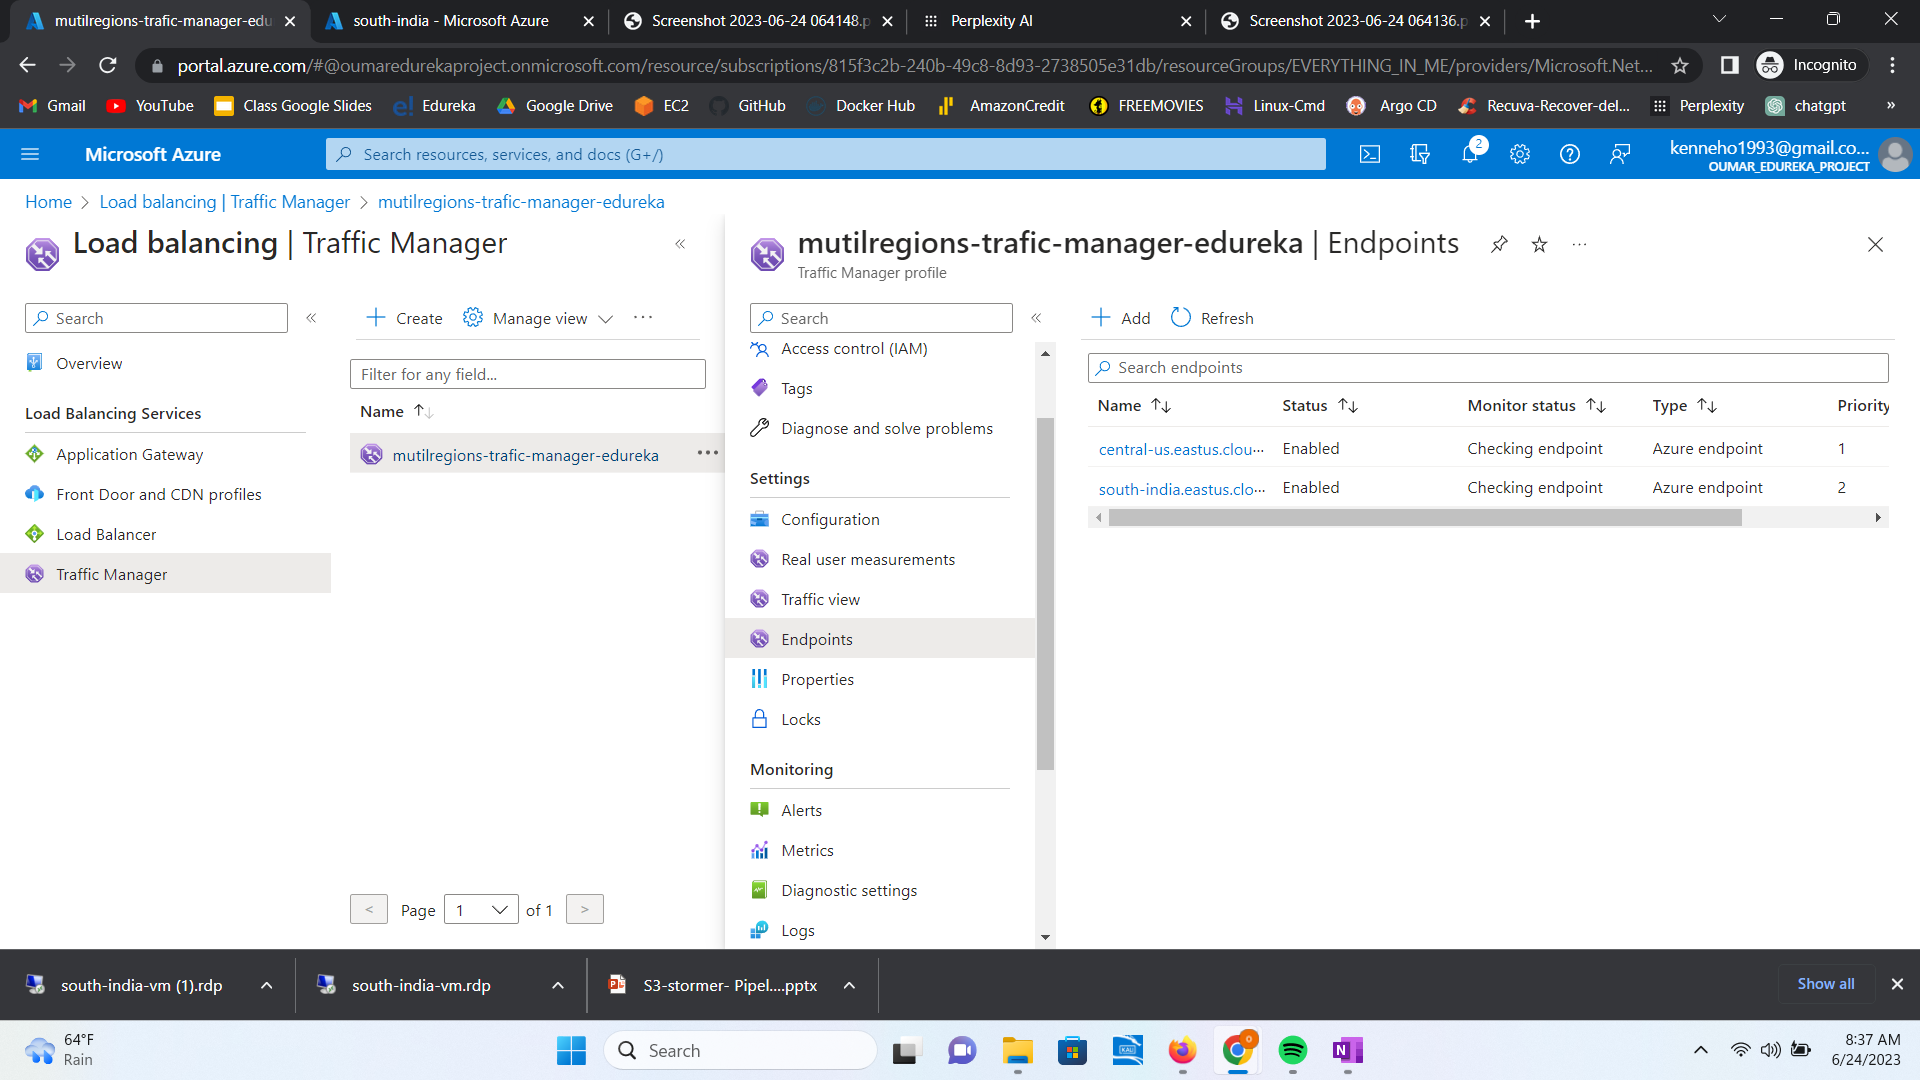 mutilregions-trafic-manager-edu
south-india - Microsoft Azure
Screenshot 2023-06-24 064148.p
Perplexity AI
Screenshot 2023-06-24 064136.p
portal.azure.com/#@oumaredurekaproject.onmicrosoft.com/resource/subscriptions/815f3c2b-240b-49c8-8d93-2738505e31db/resourceGroups/EVERYTHING_IN_ME/providers/Microsoft.Net...
Incognito
Gmail
YouTube
Class Google Slides
Edureka
Google Drive
EC2
GitHub
Docker Hub
AmazonCredit
FREEMOVIES
Linux-Cmd
Argo CD
Recuva-Recover-del...
Perplexity
chatgpt
Microsoft Azure
Search resources, services, and docs (G+/)
2
kenneho1993@gmail.co...
OUMAR_EDUREKA_PROJECT
Home > Load balancing | Traffic Manager > mutilregions-trafic-manager-edureka
Load balancing | Traffic Manager
Search
Overview
Load Balancing Services
Application Gateway
Front Door and CDN profiles
Load Balancer
Traffic Manager
Create
Manage view
Filter for any field...
Name
mutilregions-trafic-manager-edureka
< Page 1 of 1 >
mutilregions-trafic-manager-edureka | Endpoints
Traffic Manager profile
Search
Access control (IAM)
Tags
Diagnose and solve problems
Settings
Configuration
Real user measurements
Traffic view
Endpoints
Properties
Locks
Monitoring
Alerts
Metrics
Diagnostic settings
Logs
Add
Refresh
Search endpoints
Name Status Monitor status Type Priority
central-us.eastus.clou... Enabled Checking endpoint Azure endpoint 1
south-india.eastus.clo... Enabled Checking endpoint Azure endpoint 2
south-india-vm (1).rdp
south-india-vm.rdp
S3-stormer- Pipel....pptx
Show all
64°F
Rain
Search
8:37 AM
6/24/2023